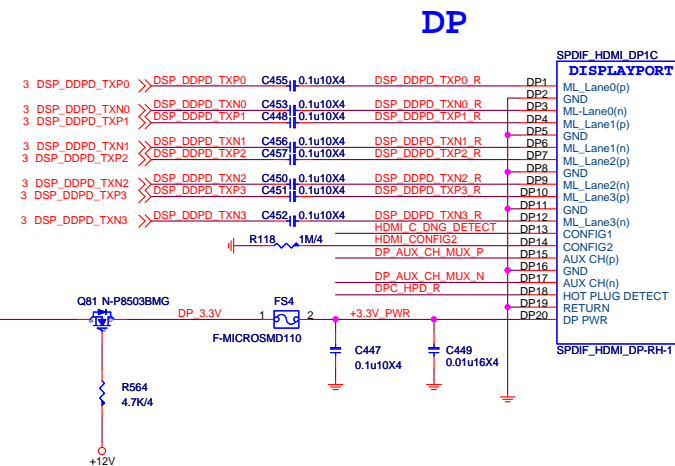 DP
SPDIF_HDMI_DP1C
DISPLAYPORT
3 DSP_DDPD_TXP0 DSP_DDPD_TXP0 C455 0.1u10X4 DSP_DDPD_TXP0_R DP1 ML_Lane0(p)
DP2 GND
3 DSP_DDPD_TXN0 DSP_DDPD_TXN0 C453 0.1u10X4 DSP_DDPD_TXN0_R DP3 ML-Lane0(n)
3 DSP_DDPD_TXP1 DSP_DDPD_TXP1 C448 0.1u10X4 DSP_DDPD_TXP1_R DP4 ML_Lane1(p)
DP5 GND
3 DSP_DDPD_TXN1 DSP_DDPD_TXN1 C456 0.1u10X4 DSP_DDPD_TXN1_R DP6 ML_Lane1(n)
3 DSP_DDPD_TXP2 DSP_DDPD_TXP2 C457 0.1u10X4 DSP_DDPD_TXP2_R DP7 ML_Lane2(p)
DP8 GND
3 DSP_DDPD_TXN2 DSP_DDPD_TXN2 C450 0.1u10X4 DSP_DDPD_TXN2_R DP9 ML_Lane2(n)
3 DSP_DDPD_TXP3 DSP_DDPD_TXP3 C451 0.1u10X4 DSP_DDPD_TXP3_R DP10 ML_Lane3(p)
DP11 GND
3 DSP_DDPD_TXN3 DSP_DDPD_TXN3 C452 0.1u10X4 DSP_DDPD_TXN3_R DP12 ML_Lane3(n)
HDMI_C_DNG_DETECT DP13 CONFIG1
R118 1M/4 HDMI_CONFIG2 DP14 CONFIG2
DP_AUX_CH_MUX_P DP15 AUX CH(p)
DP16 GND
DP_AUX_CH_MUX_N DP17 AUX CH(n)
DPC_HPD_R DP18 HOT PLUG DETECT
DP19 RETURN
Q81 N-P8503BMG DP_3.3V 1 FS4 2 +3.3V_PWR DP20 DP PWR
F-MICROSMD110
SPDIF_HDMI_DP-RH-1
C447 C449
0.1u10X4 0.01u16X4
R564
4.7K/4
+12V